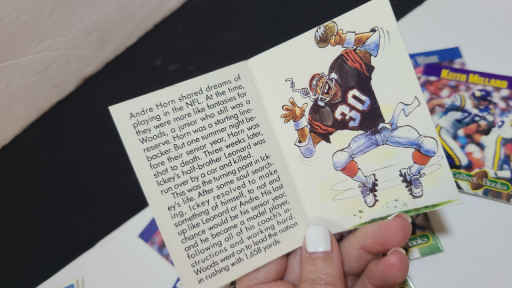 Andre Horn shared dreams of
playing in the NFL. At the time,
they were more like fantasies for
Woods, a junior who still was a
reserve. Horn was a starting line-
backer. But one summer night be-
fore their senior year, Horn was
shot to death. Three weeks later,
Ickey's half-brother Leonard was
run over by a car and killed.
This was the turning point in Ick-
ey's life. After some soul search-
ing, Ickey resolved to make
something of himself, to not end
up like Leonard or Andre. His last
chance would be his senior year,
and he became a model player,
following all of his coach's in-
structions and working hard.
Woods went on to lead the nation
in rushing with 1,658 yards.
30
KEITH MILLARD